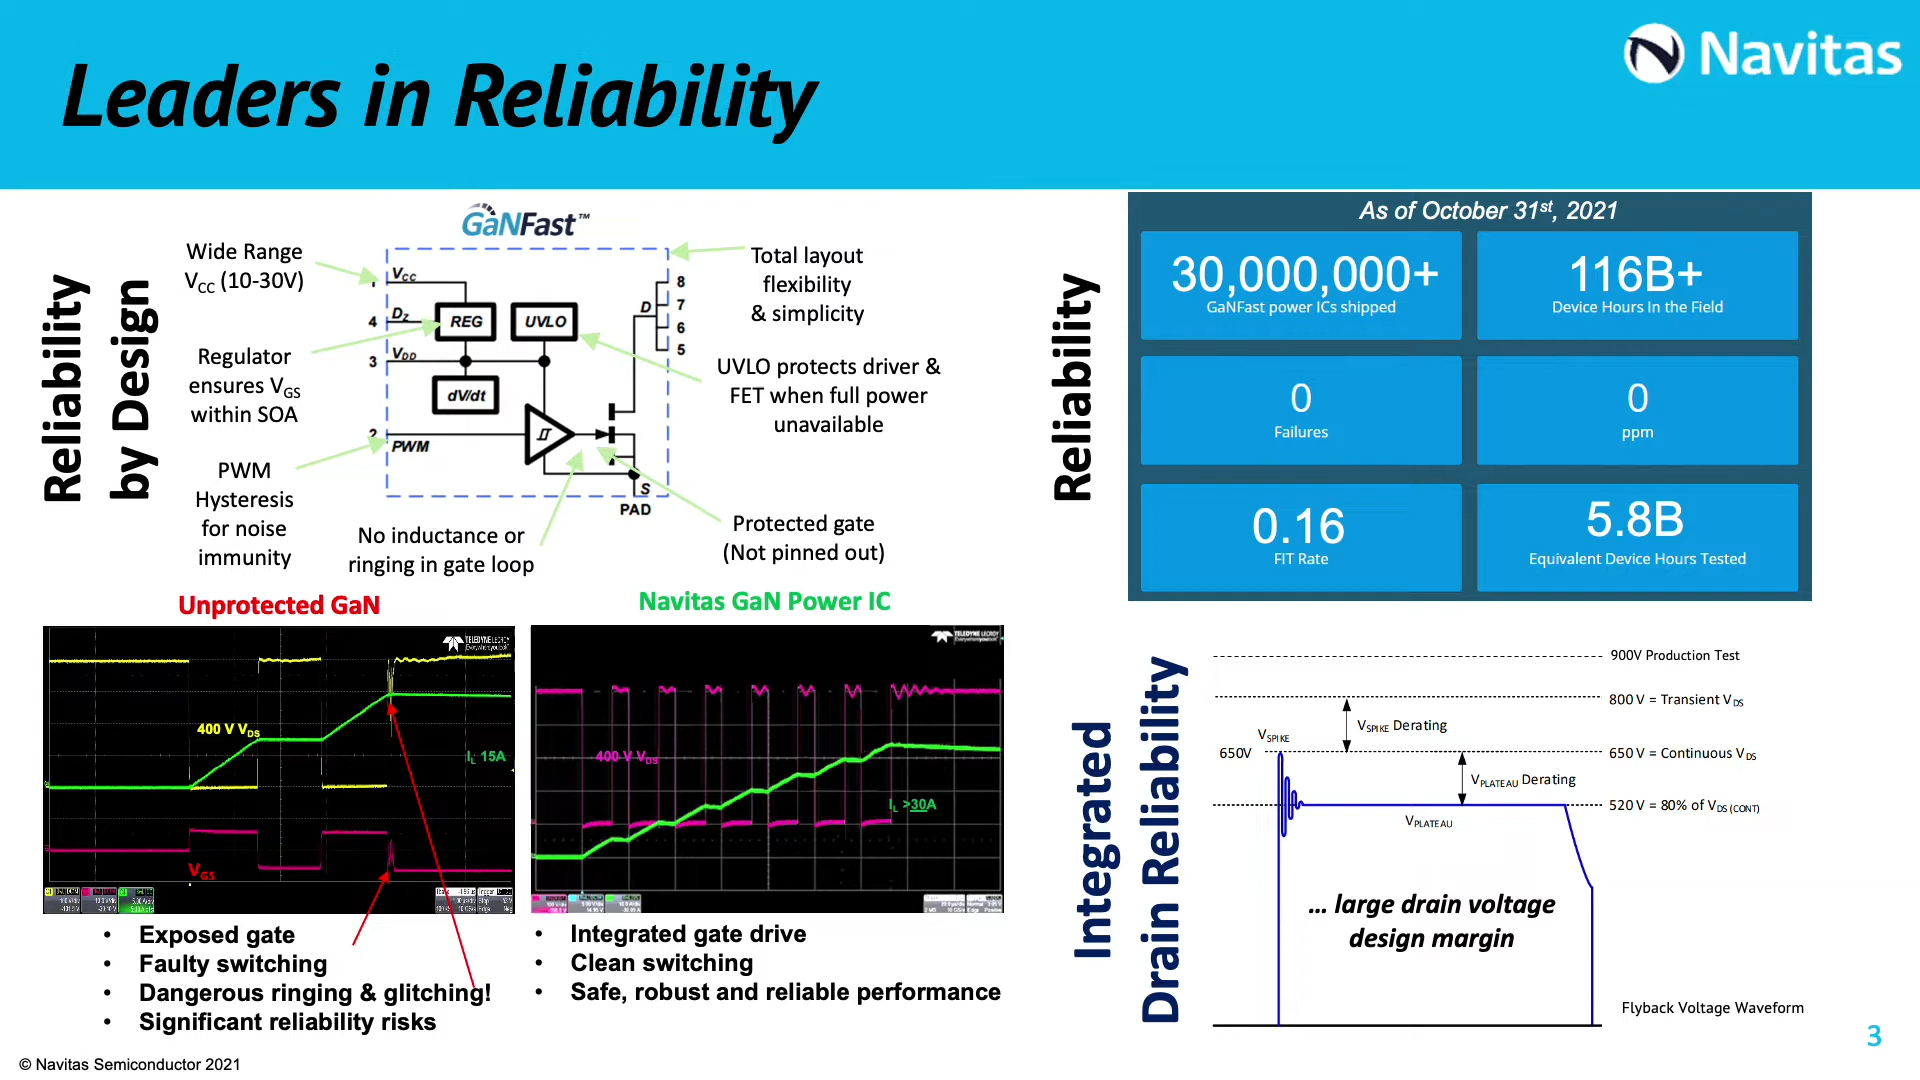 Leaders in Reliability
Navitas
Reliability
by Design
GaNFast™
Wide Range
VCC (10-30V)
Regulator
ensures VGS
within SOA
PWM
Hysteresis
for noise
immunity
VCC
4
DZ
3
VDD
2
PWM
REG
UVLO
dV/dt
D
8
7
6
5
S
PAD
Total layout
flexibility
& simplicity
UVLO protects driver &
FET when full power
unavailable
No inductance or
ringing in gate loop
Protected gate
(Not pinned out)
Unprotected GaN
TELEDYNE LECROY
Everywhereyoulook
400 V VDS
IL 15A
VGS
• Exposed gate
• Faulty switching
• Dangerous ringing & glitching!
• Significant reliability risks
Navitas GaN Power IC
TELEDYNE LECROY
Everywhereyoulook
400 V VDS
IL >30A
• Integrated gate drive
• Clean switching
• Safe, robust and reliable performance
Reliability
As of October 31st, 2021
30,000,000+
GaNFast power ICs shipped
116B+
Device Hours In the Field
0
Failures
0
ppm
0.16
FIT Rate
5.8B
Equivalent Device Hours Tested
Integrated
Drain Reliability
900V Production Test
800 V = Transient VDS
VSPIKE Derating
VSPIKE
650V
650 V = Continuous VDS
VPLATEAU Derating
520 V = 80% of VDS (CONT)
VPLATEAU
... large drain voltage
design margin
Flyback Voltage Waveform
3
© Navitas Semiconductor 2021